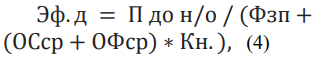 Эф. д = П до н/о / (Фзп +
(ОСср + ОФср) * Кн. ), (4)